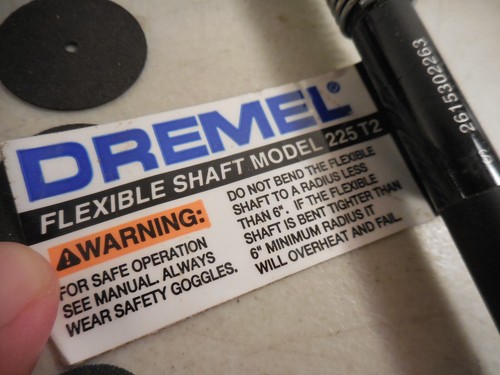 DREMEL®
FLEXIBLE SHAFT MODEL 225 T2
⚠WARNING:
FOR SAFE OPERATION
SEE MANUAL. ALWAYS
WEAR SAFETY GOGGLES.
DO NOT BEND THE FLEXIBLE
SHAFT TO A RADIUS LESS
THAN 6". IF THE FLEXIBLE
SHAFT IS BENT TIGHTER THAN
6" MINIMUM RADIUS IT
WILL OVERHEAT AND FAIL.
2615302263